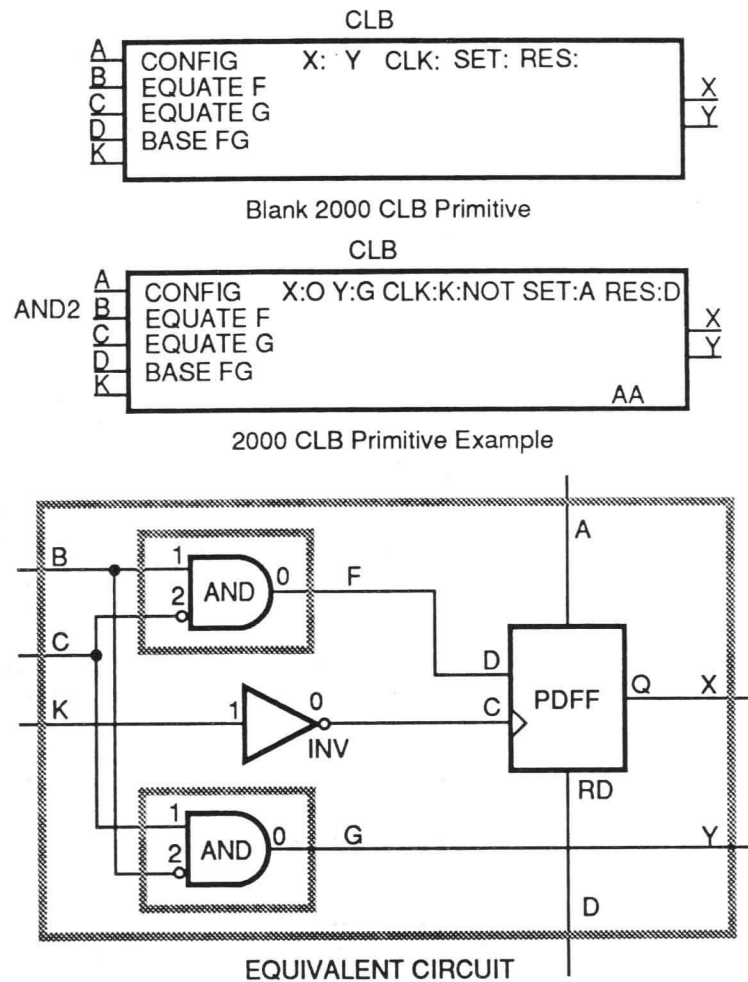 CLB
A
CONFIG X: Y CLK: SET: RES:
B
EQUATE F
C
EQUATE G
D
BASE FG
K
X
Y
Blank 2000 CLB Primitive
CLB
A
CONFIG X:O Y:G CLK:K:NOT SET:A RES:D
AND2
B
EQUATE F
C
EQUATE G
D
BASE FG
K
X
Y
AA
2000 CLB Primitive Example
A
B
1
2
AND
0
F
C
D
Q
X
K
1
0
INV
C
PDFF
RD
1
2
AND
0
G
Y
D
EQUIVALENT CIRCUIT